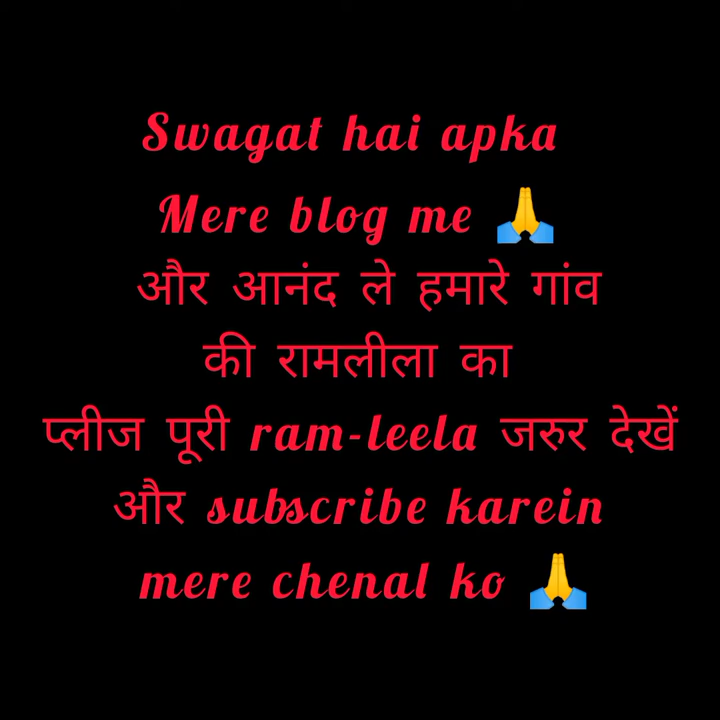 Swagat hai apka
Mere blog me 🙏
और आनंद ले हमारे गांव
की रामलीला का
प्लीज पूरी ram-leela जरुर देखें
और subscribe karein
mere chenal ko 🙏